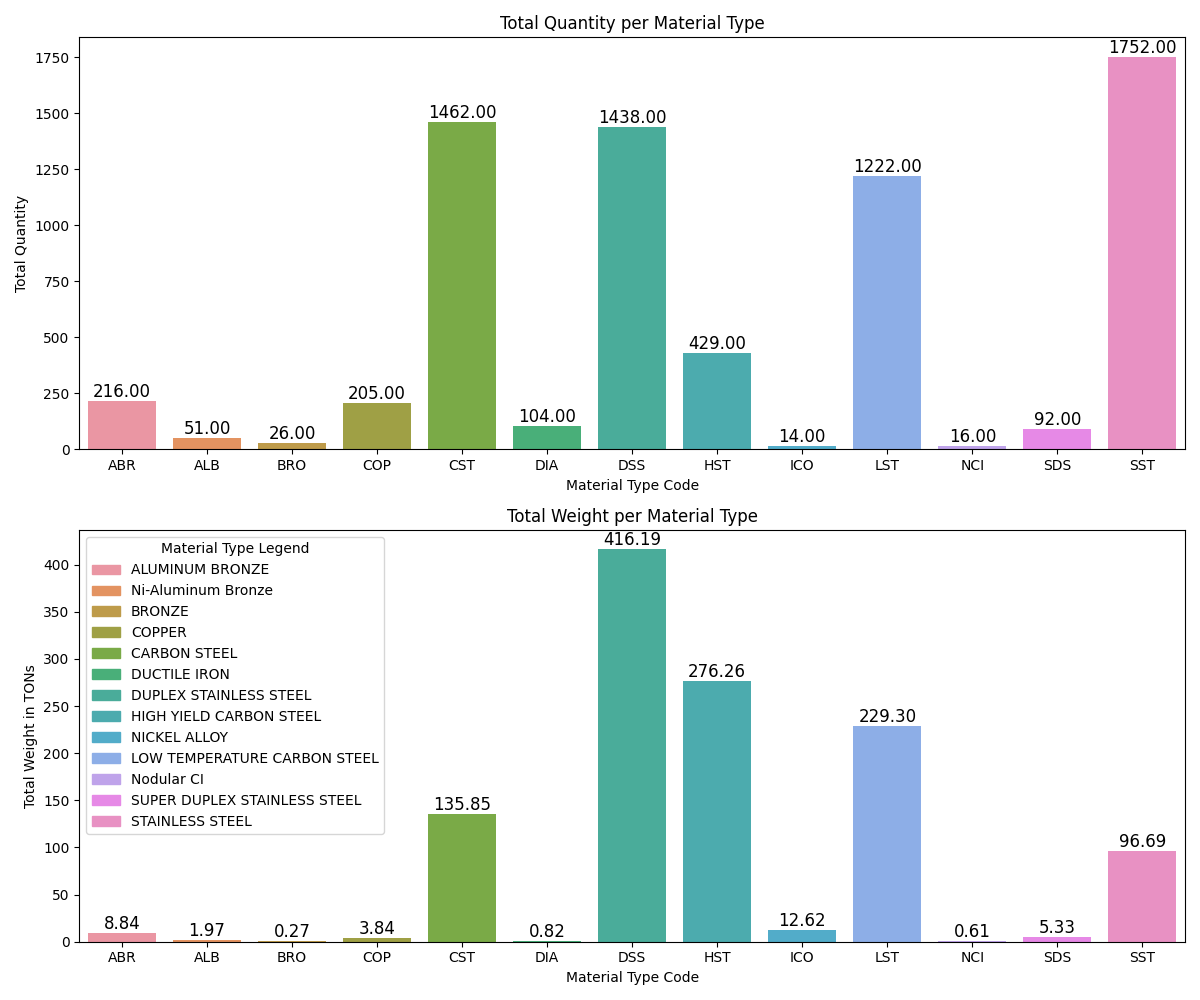 Total Quantity per Material Type
Total Quantity
1750
1500
1250
1000
750
500
250
0
216.00
51.00
26.00
205.00
1462.00
104.00
1438.00
429.00
14.00
1222.00
16.00
92.00
1752.00
ABR ALB BRO COP CST DIA DSS HST ICO LST NCI SDS SST
Material Type Code
Total Weight per Material Type
Total Weight in TONs
400
350
300
250
200
150
100
50
0
Material Type Legend
ALUMINUM BRONZE
Ni-Aluminum Bronze
BRONZE
COPPER
CARBON STEEL
DUCTILE IRON
DUPLEX STAINLESS STEEL
HIGH YIELD CARBON STEEL
NICKEL ALLOY
LOW TEMPERATURE CARBON STEEL
Nodular CI
SUPER DUPLEX STAINLESS STEEL
STAINLESS STEEL
8.84
1.97
0.27
3.84
135.85
0.82
416.19
276.26
12.62
229.30
0.61
5.33
96.69
ABR ALB BRO COP CST DIA DSS HST ICO LST NCI SDS SST
Material Type Code